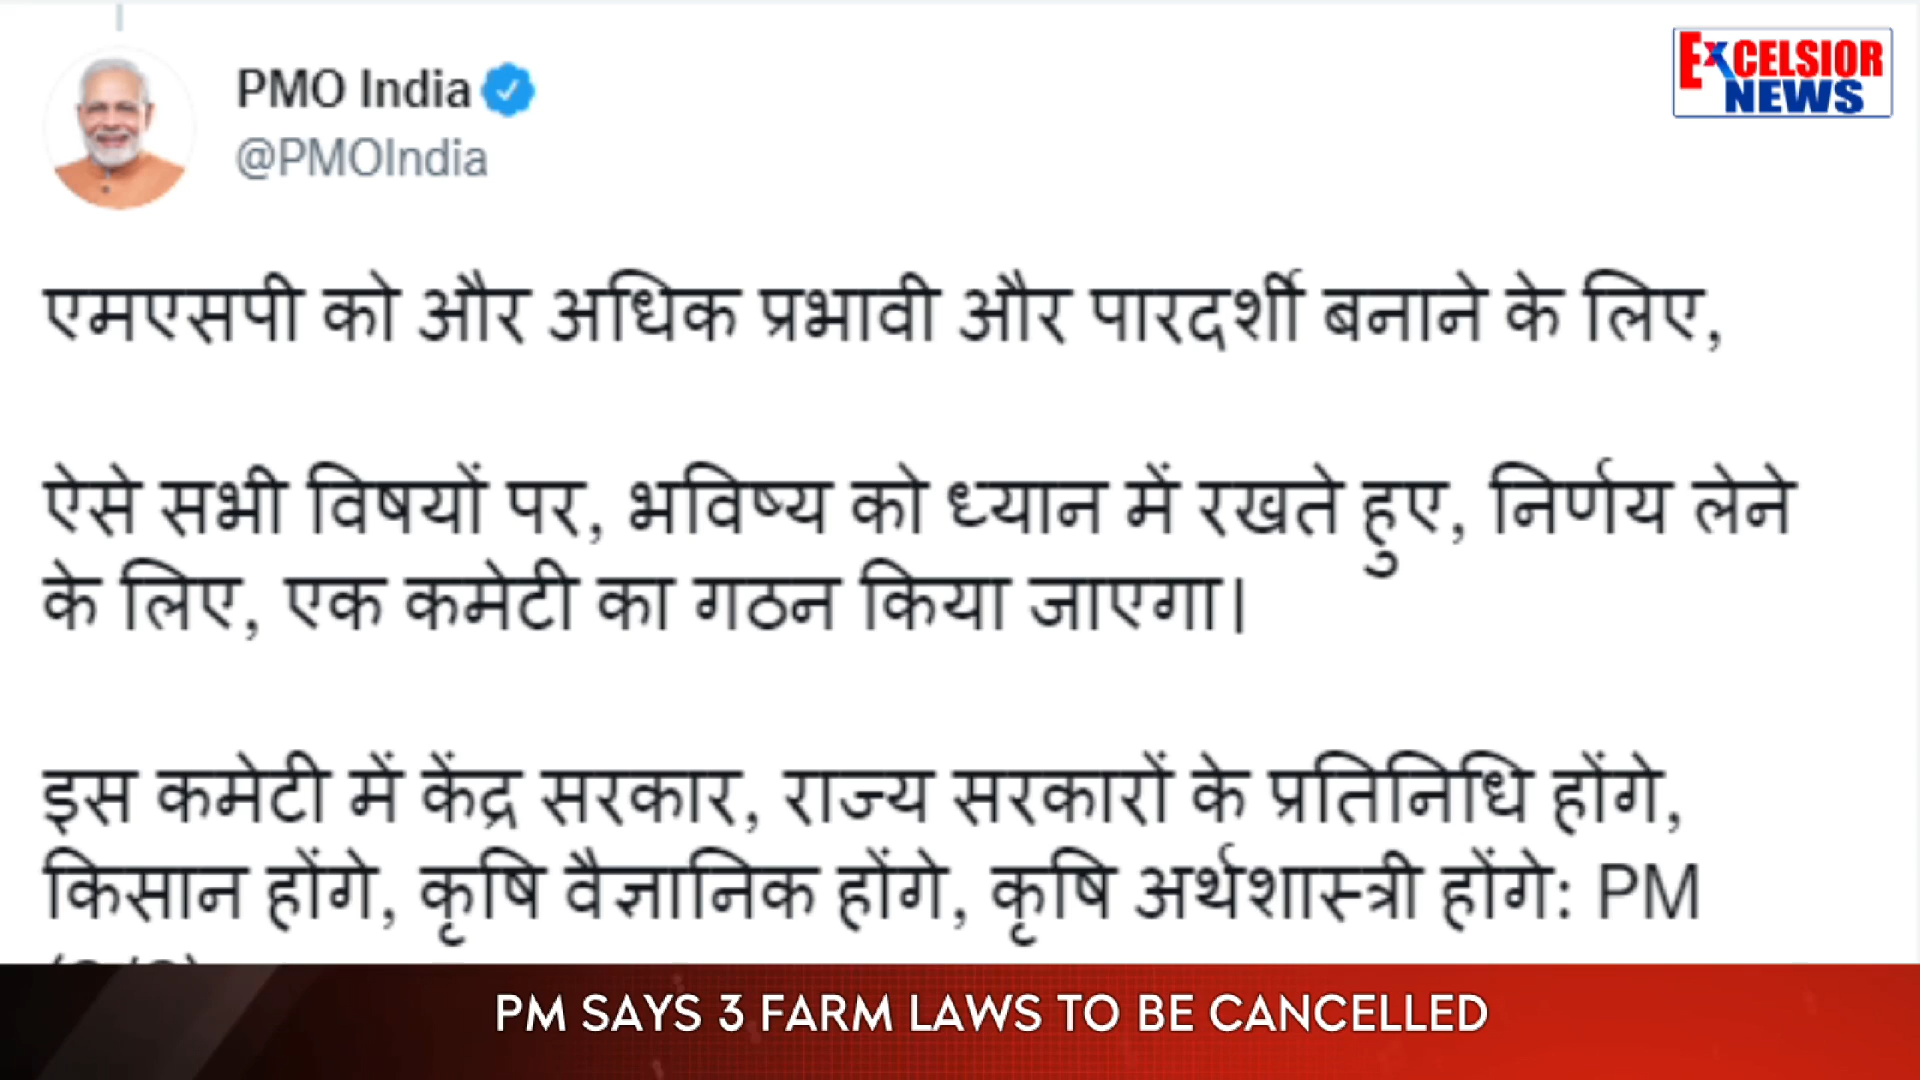 PMO India
@PMOIndia
EXCELSIOR
NEWS
एमएसपी को और अधिक प्रभावी और पारदर्शी बनाने के लिए,
ऐसे सभी विषयों पर, भविष्य को ध्यान में रखते हुए, निर्णय लेने
के लिए, एक कमेटी का गठन किया जाएगा।
इस कमेटी में केंद्र सरकार, राज्य सरकारों के प्रतिनिधि होंगे,
किसान होंगे, कृषि वैज्ञानिक होंगे, कृषि अर्थशास्त्री होंगे: PM
PM SAYS 3 FARM LAWS TO BE CANCELLED